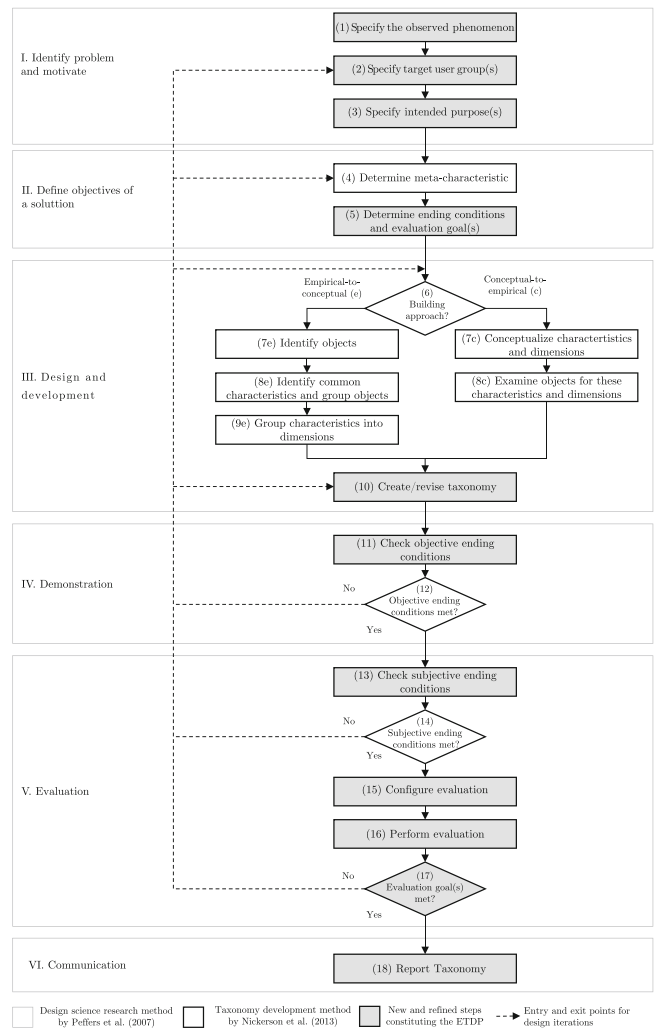 (1) Specify the observed phenomenon
I. Identify problem
and motivate
(2) Specify target user group(s)
(3) Specify intended purpose(s)
II. Define objectives of
a soluttion
(4) Determine meta-characteristic
(5) Determine ending conditions
and evaluation goal(s)
Empirical-to-
conceptual (e)
Conceptual-to-
empirical (c)
(6)
Building
approach?
(7e) Identify objects
(7c) Conceptualize charactertistics
and dimensions
III. Design and
development
(8e) Identify common
characteristics and group objects
(8c) Examine objects for these
characteristics and dimensions
(9e) Group characteristics into
dimensions
(10) Create/revise taxonomy
(11) Check objective ending
conditions
IV. Demonstration
No
(12)
Objective ending
conditions met?
Yes
(13) Check subjective ending
conditions
No
(14)
Subjective ending
conditions met?
Yes
V. Evaluation
(15) Configure evaluation
(16) Perform evaluation
No
(17)
Evaluation goal(s)
met?
Yes
VI. Communication
(18) Report Taxonomy
Design science research method
by Peffers et al. (2007)
Taxonomy development method
by Nickerson et al. (2013)
New and refined steps
constituting the ETDP
Entry and exit points for
design iterations